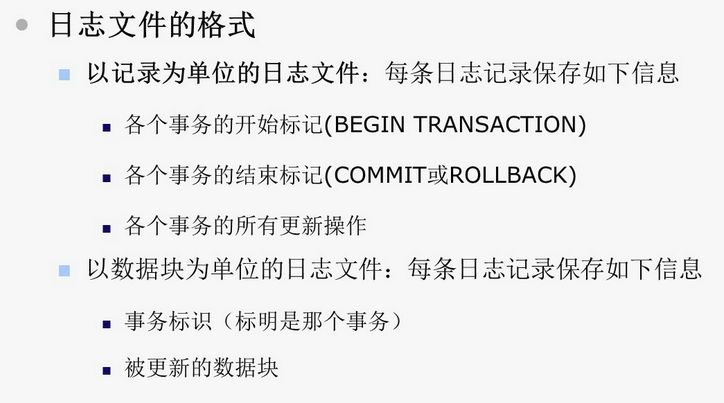 日志文件的格式
以记录为单位的日志文件：每条日志记录保存如下信息
各个事务的开始标记(BEGIN TRANSACTION)
各个事务的结束标记(COMMIT或ROLLBACK)
各个事务的所有更新操作
以数据块为单位的日志文件：每条日志记录保存如下信息
事务标识（标明是那个事务）
被更新的数据块